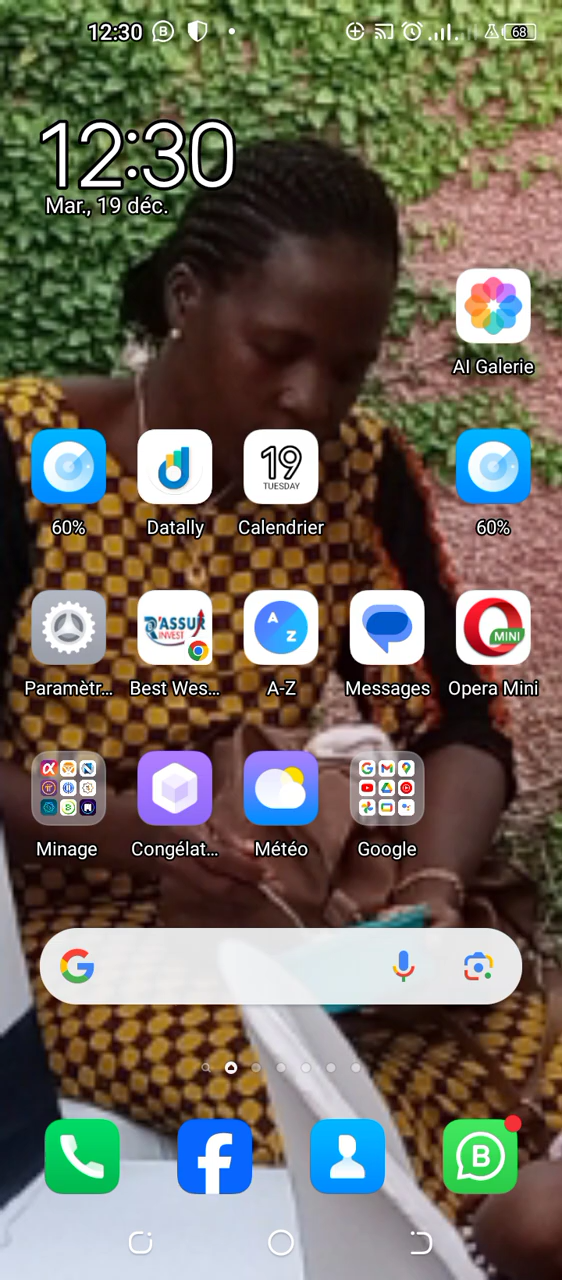 12:30 B 68
12:30
Mar., 19 déc.
AI Galerie
19
TUESDAY
60% Datally Calendrier 60%
R'ASSUR
INVEST
A
Z
MINI
Paramètr... Best Wes... A-Z Messages Opera Mini
Minage Congélat... Météo Google
G
f B